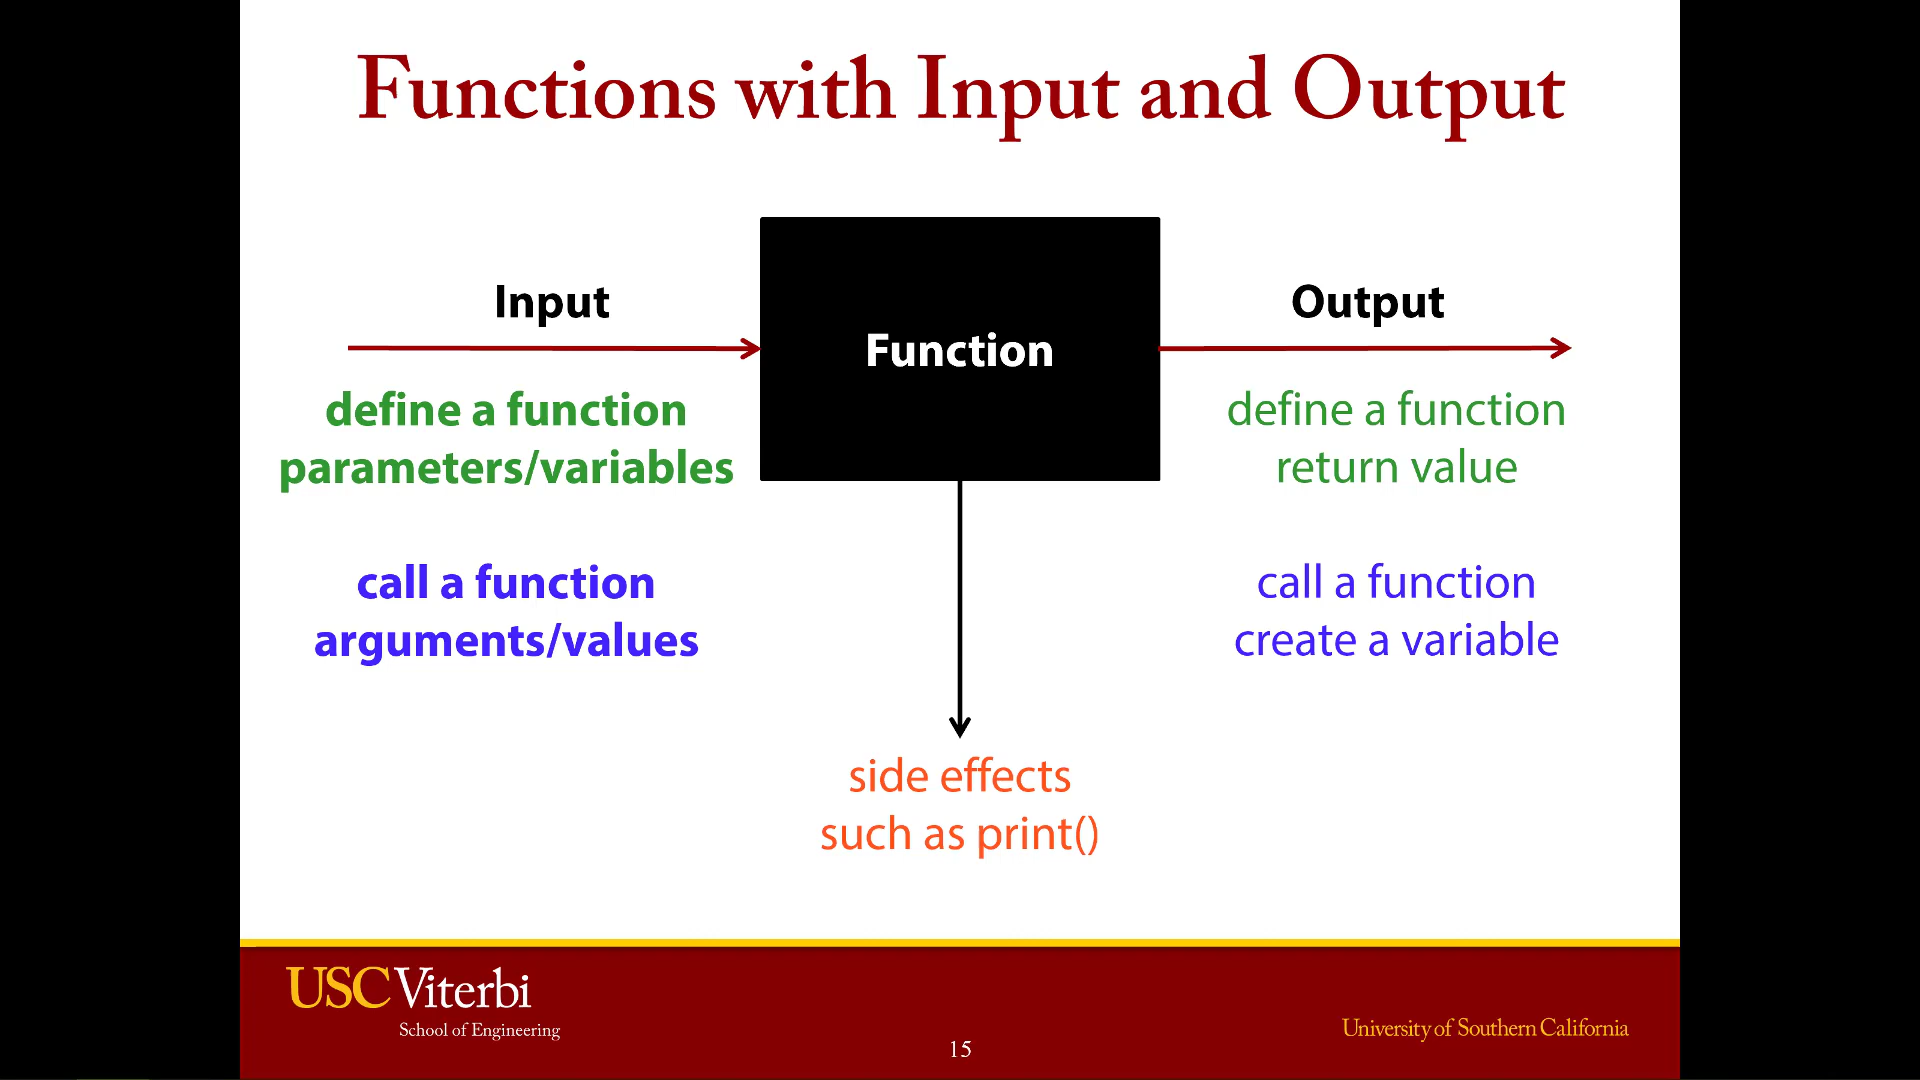 Functions with Input and Output
Input
Function
Output
define a function
parameters/variables
define a function
return value
call a function
arguments/values
call a function
create a variable
side effects
such as print()
USC Viterbi
School of Engineering
University of Southern California
15